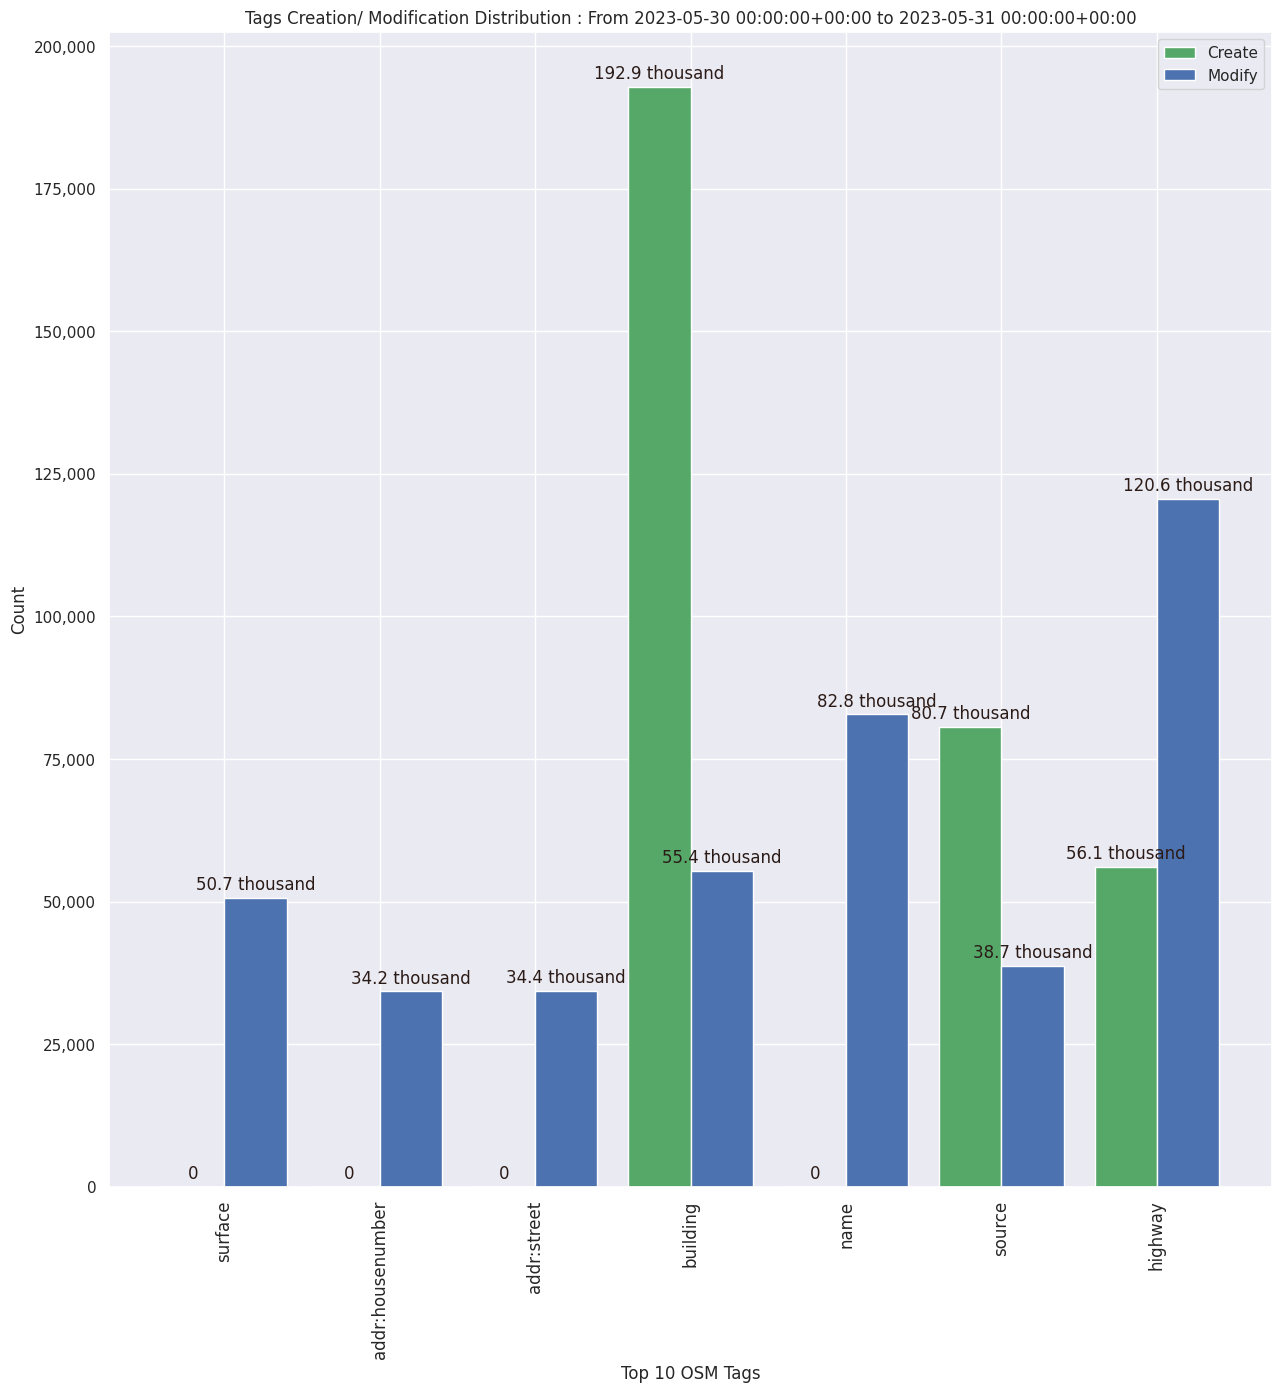 Tags Creation/ Modification Distribution : From 2023-05-30 00:00:00+00:00 to 2023-05-31 00:00:00+00:00
Create
Modify
200,000
175,000
150,000
125,000
100,000
75,000
50,000
25,000
0
Count
192.9 thousand
120.6 thousand
82.8 thousand
80.7 thousand
56.1 thousand
55.4 thousand
50.7 thousand
38.7 thousand
34.2 thousand
34.4 thousand
0
0
0
0
surface
addr:housenumber
addr:street
building
name
source
highway
Top 10 OSM Tags